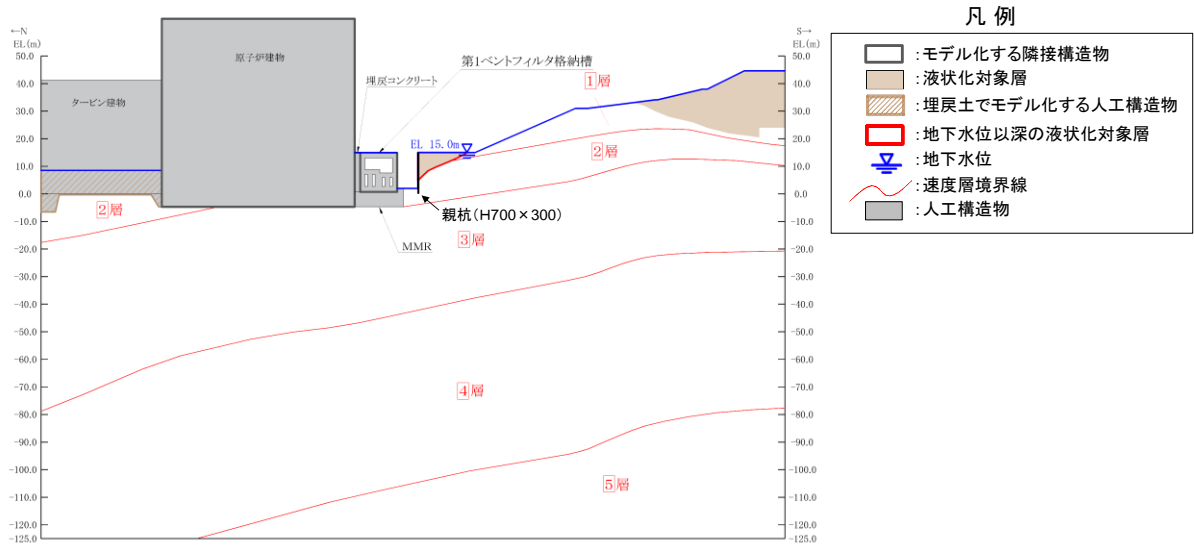 凡 例
←N
EL(m)
S→
EL(m)
50.0
40.0
30.0
20.0
10.0
0.0
-10.0
-20.0
-30.0
-40.0
-50.0
-60.0
-70.0
-80.0
-90.0
-100.0
-110.0
-125.0
原子炉建物
タービン建物
埋戻コンクリート
第1ベントフィルタ格納槽
EL 15.0m
1層
2層
2層
親杭(H700×300)
3層
MMR
4層
5層
50.0
40.0
30.0
20.0
10.0
0.0
-10.0
-20.0
-30.0
-40.0
-50.0
-60.0
-70.0
-80.0
-90.0
-100.0
-110.0
-125.0
:モデル化する隣接構造物
:液状化対象層
:埋戻土でモデル化する人工構造物
:地下水位以深の液状化対象層
:地下水位
:速度層境界線
:人工構造物